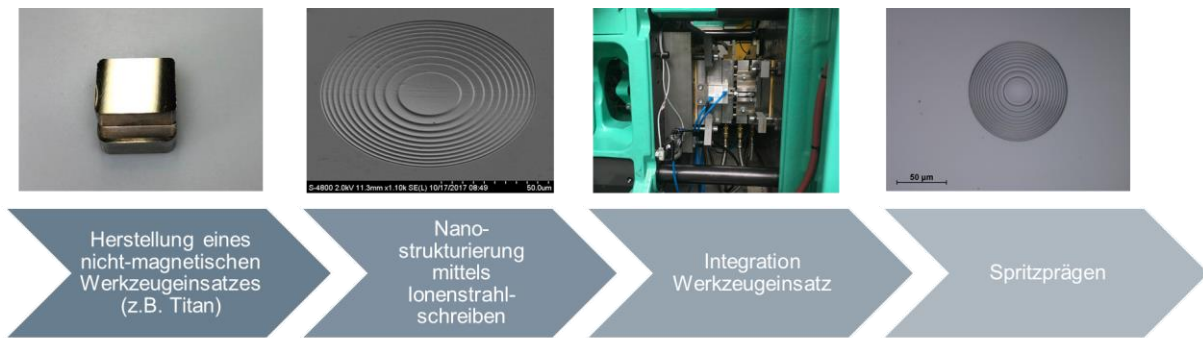 S-4800 2.0kV 11.3mm x1.10k SE(L) 10/17/2017 08:49 50.0um
50 µm
Herstellung eines
nicht-magnetischen
Werkzeugeinsatzes
(z.B. Titan)
Nano-
strukturierung
mittels
Ionenstrahl-
schreiben
Integration
Werkzeugeinsatz
Spritzprägen